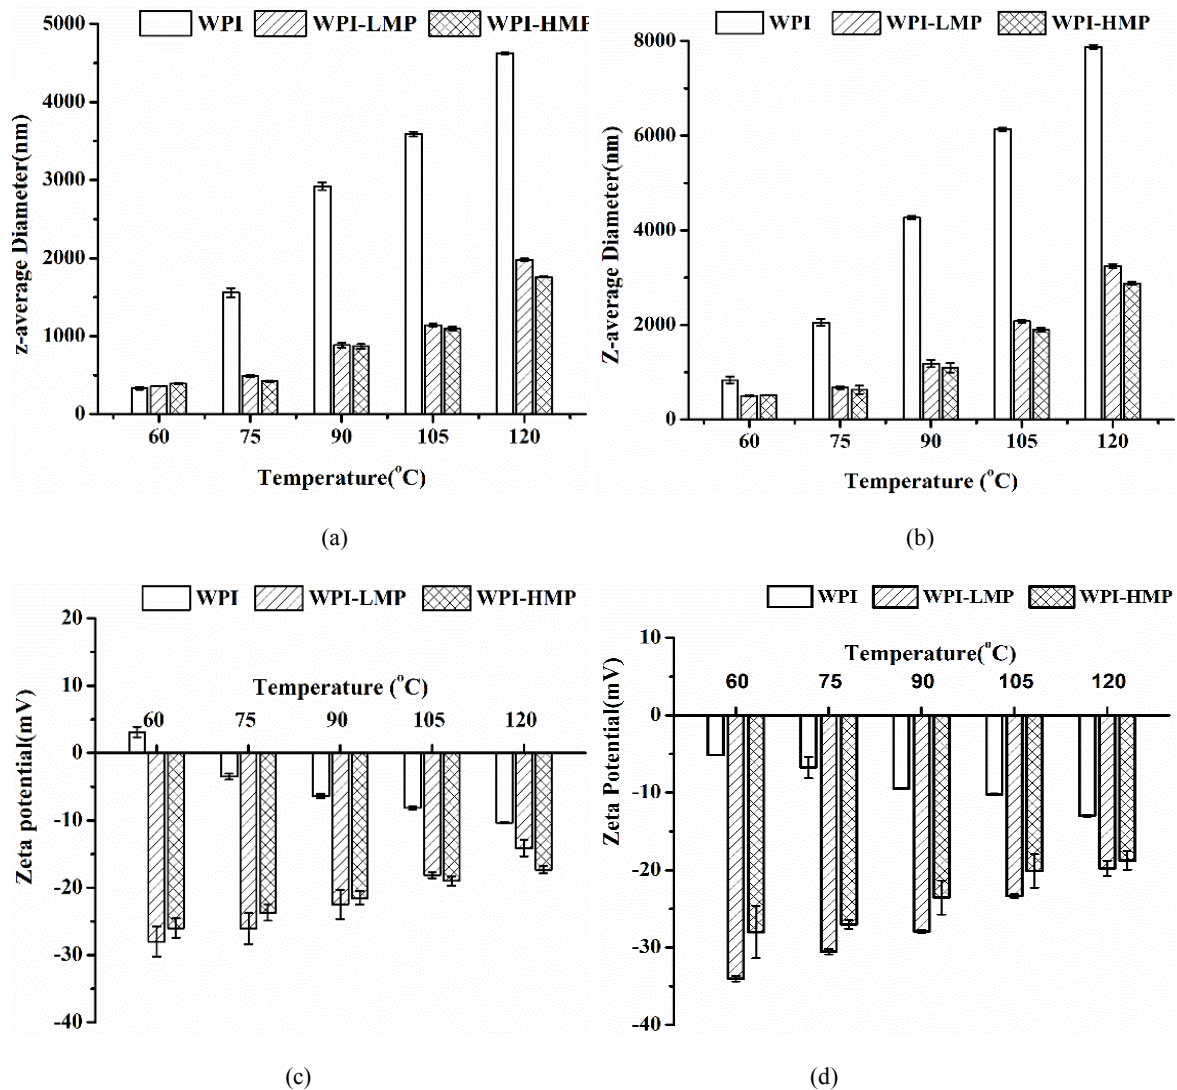 WPI WPI-LMP WPI-HMP
5000
4000
3000
2000
1000
0
z-average Diameter(nm)
60 75 90 105 120
Temperature(°C)
(a)
WPI WPI-LMP WPI-HMP
8000
6000
4000
2000
0
Z-average Diameter(nm)
60 75 90 105 120
Temperature (°C)
(b)
WPI WPI-LMP WPI-HMP
20
10
0
-10
-20
-30
-40
Zeta potential(mV)
Temperature (°C)
60 75 90 105 120
(c)
WPI WPI-LMP WPI-HMP
10
0
-10
-20
-30
-40
Zeta Potential(mV)
Temperature(°C)
60 75 90 105 120
(d)